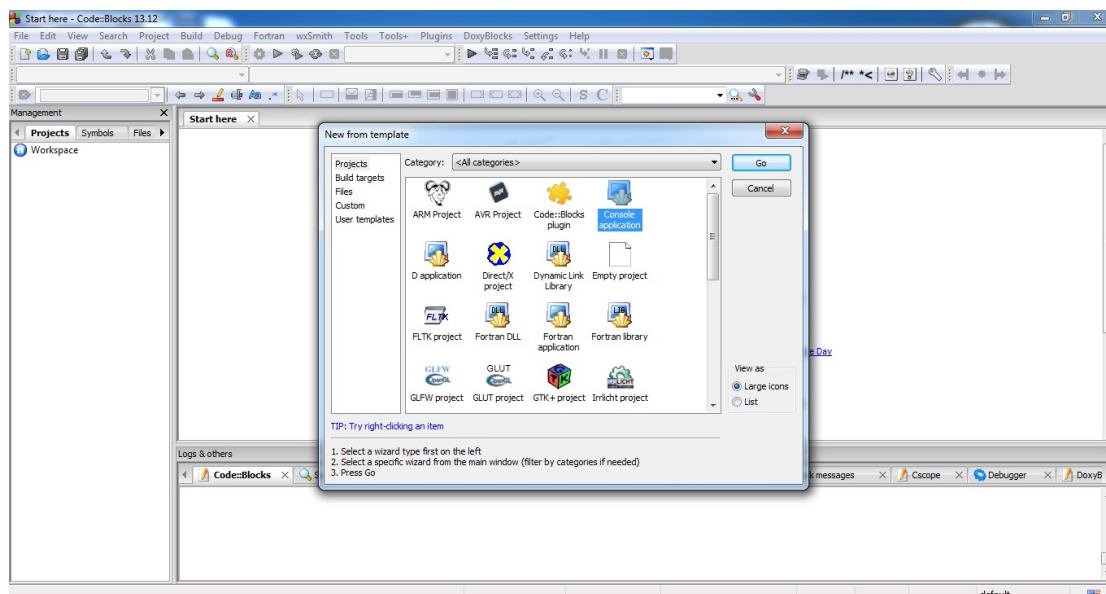 Start here - Code::Blocks 13.12
File Edit View Search Project Build Debug Fortran wxSmith Tools Tools+ Plugins DoxyBlocks Settings Help
/** *<
S C
Management
Projects Symbols Files
Workspace
Start here
New from template
Projects
Build targets
Files
Custom
User templates
Category: <All categories>
Go
Cancel
ARM Project AVR Project Code::Blocks plugin Console application
D application Direct/X project Dynamic Link Library Empty project
FLTK project Fortran DLL Fortran application Fortran library
GLFW project GLUT project GTK+ project Irrlicht project
e Day
View as
Large icons
List
TIP: Try right-clicking an item
1. Select a wizard type first on the left
2. Select a specific wizard from the main window (filter by categories if needed)
3. Press Go
Logs & others
Code::Blocks S k messages Cscope Debugger DoxyB
default